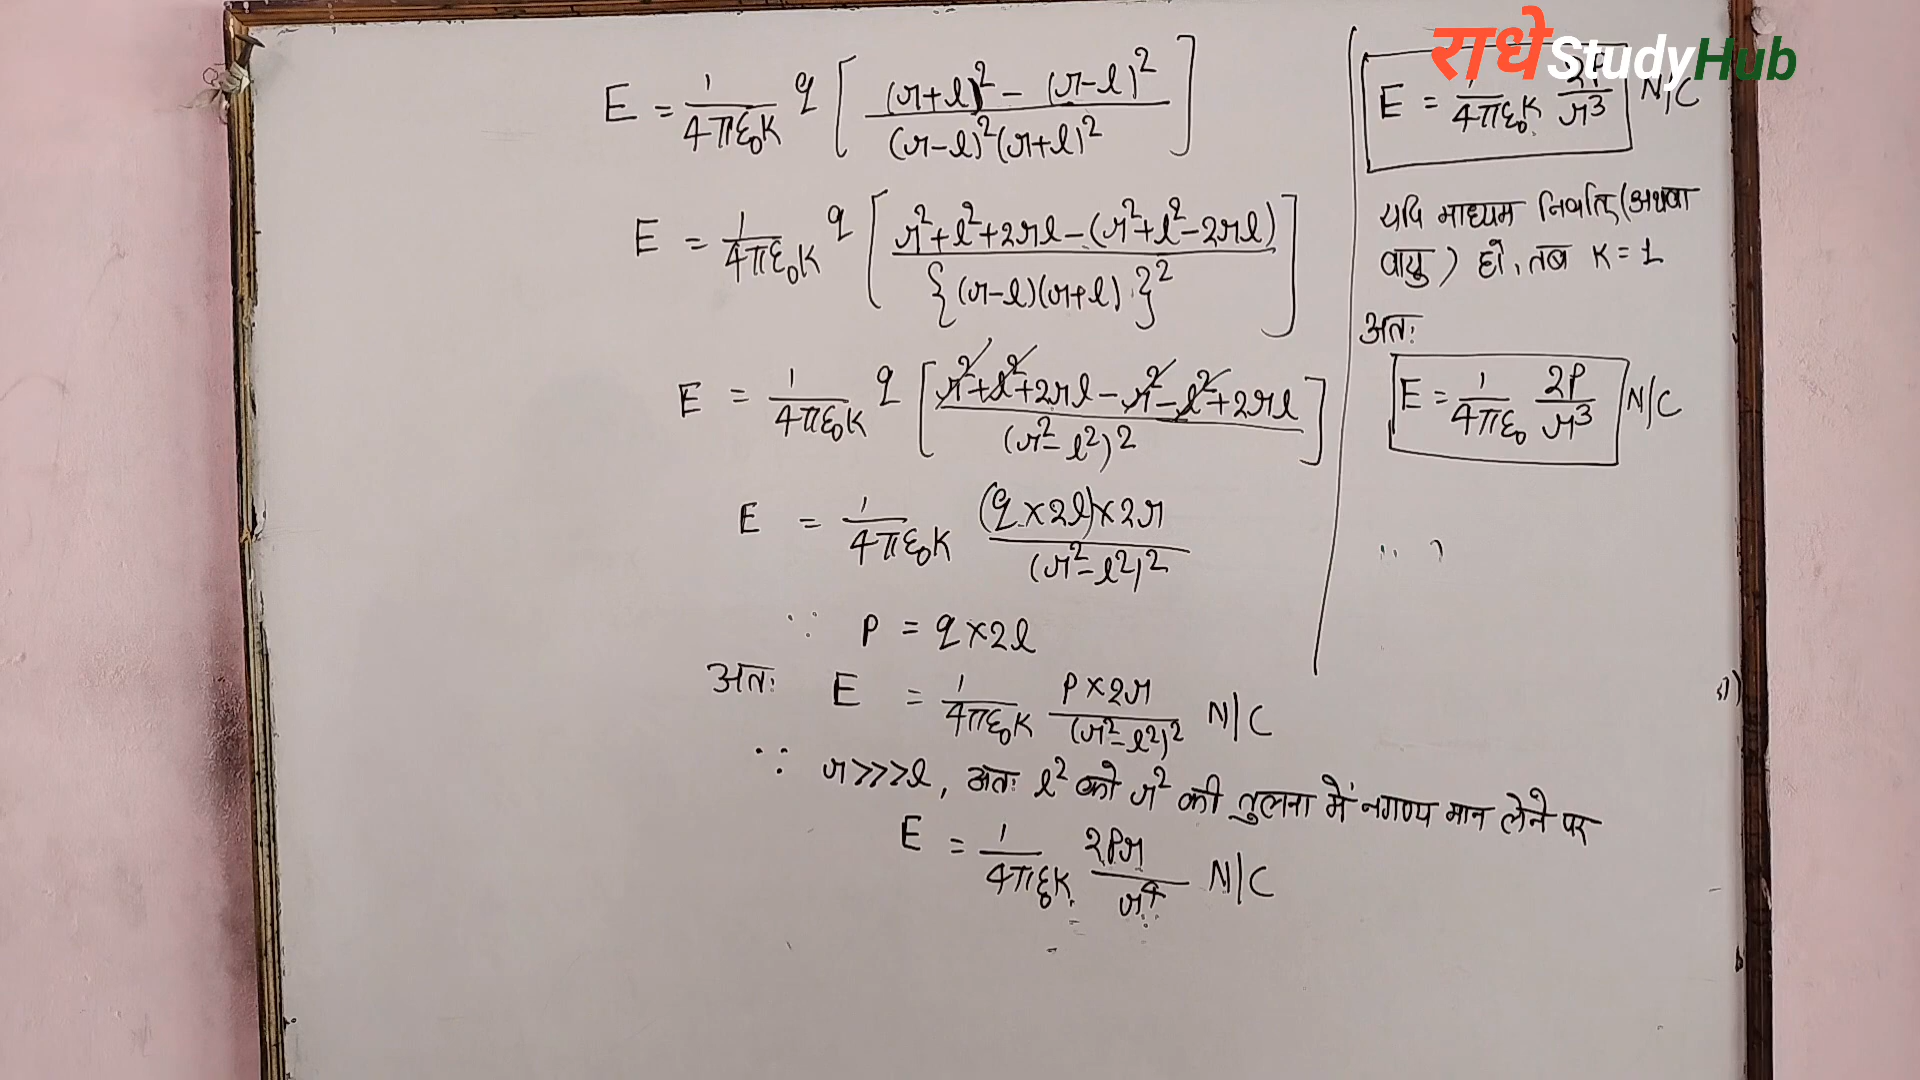 राधे StudyHub
E = 1/4πε₀K q [ (r+l)² – (r–l)² / (r–l)²(r+l)² ]
E = 1/4πε₀K q [ r²+l²+2rl–(r²+l²–2rl) / {(r–l)(r+l)}² ]
E = 1/4πε₀K q [ r²+l²+2rl–r²–l²+2rl / (r²–l²)² ]
E = 1/4πε₀K (q×2l)×2r / (r²–l²)²
∵ P = q×2l
अतः E = 1/4πε₀K P×2r / (r²–l²)² N/C
∵ r>>>l, अतः l² को r² की तुलना में नगण्य मान लेने पर
E = 1/4πε₀K 2Pr / r⁴ N/C
E = 1/4πε₀K 2P / r³ N/C
यदि माध्यम निर्वात (अथवा
वायु) हो, तब K = 1
अतः
E = 1/4πε₀ 2P / r³ N/C